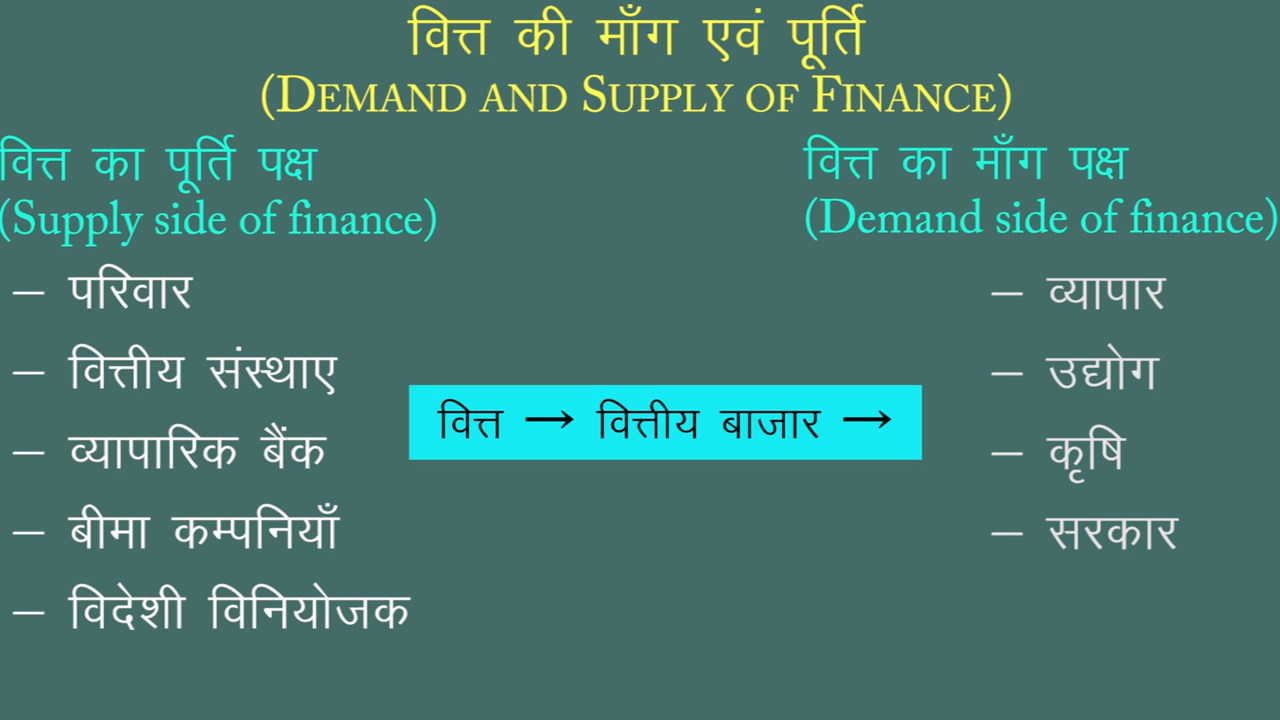 वित्त की माँग एवं पूर्ति
(DEMAND AND SUPPLY OF FINANCE)
वित्त का पूर्ति पक्ष
(Supply side of finance)
– परिवार
– वित्तीय संस्थाए
– व्यापारिक बैंक
– बीमा कम्पनियाँ
– विदेशी विनियोजक
वित्त → वित्तीय बाजार →
वित्त का माँग पक्ष
(Demand side of finance)
– व्यापार
– उद्योग
– कृषि
– सरकार